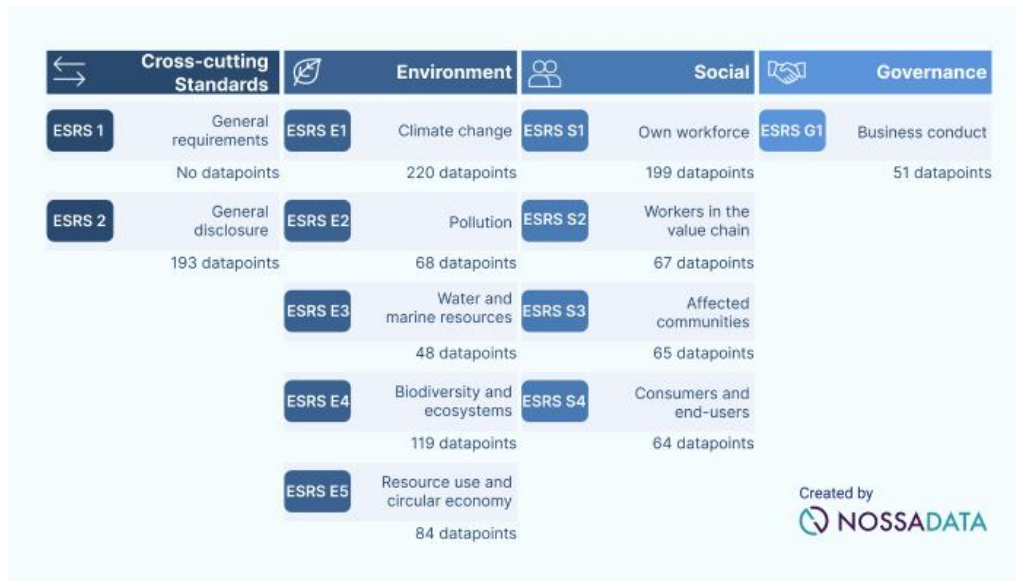 Cross-cutting
Standards
ESRS 1
General
requirements
No datapoints
ESRS 2
General
disclosure
193 datapoints
Environment
ESRS E1
Climate change
220 datapoints
ESRS E2
Pollution
68 datapoints
ESRS E3
Water and
marine resources
48 datapoints
ESRS E4
Biodiversity and
ecosystems
119 datapoints
ESRS E5
Resource use and
circular economy
84 datapoints
Social
ESRS S1
Own workforce
199 datapoints
ESRS S2
Workers in the
value chain
67 datapoints
ESRS S3
Affected
communities
65 datapoints
ESRS S4
Consumers and
end-users
64 datapoints
Governance
ESRS G1
Business conduct
51 datapoints
Created by
NOSSADATA